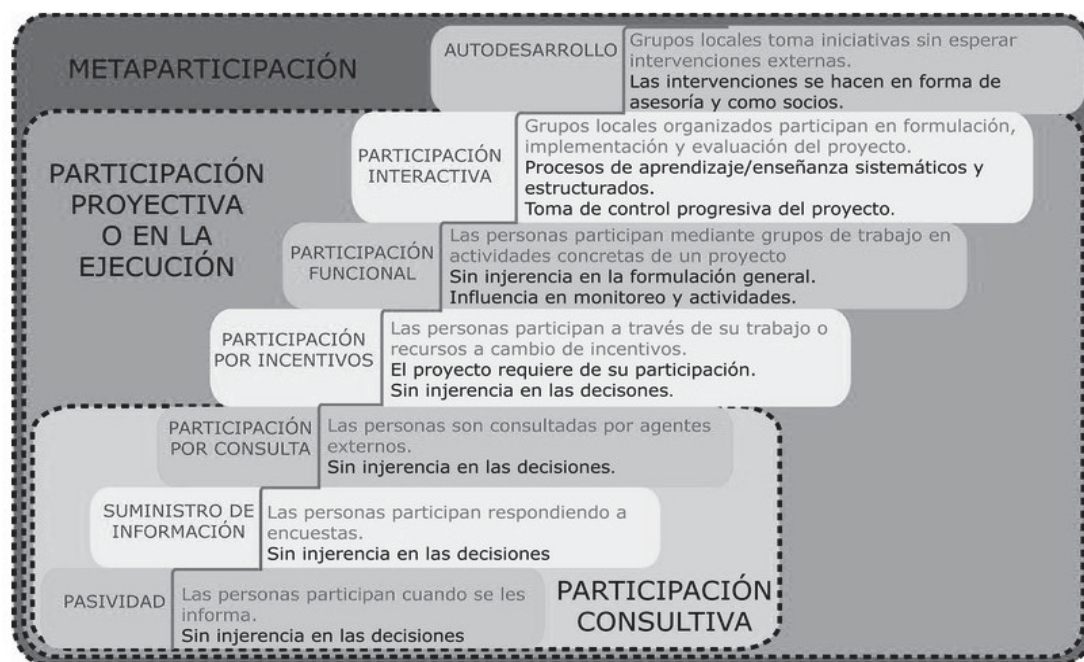 METAPARTICIPACIÓN
AUTODESARROLLO
Grupos locales toma iniciativas sin esperar
intervenciones externas.
Las intervenciones se hacen en forma de
asesoría y como socios.
PARTICIPACIÓN
PROYECTIVA
O EN LA
EJECUCIÓN
PARTICIPACIÓN
INTERACTIVA
Grupos locales organizados participan en formulación,
implementación y evaluación del proyecto.
Procesos de aprendizaje/enseñanza sistemáticos y
estructurados.
Toma de control progresiva del proyecto.
PARTICIPACIÓN
FUNCIONAL
Las personas participan mediante grupos de trabajo en
actividades concretas de un proyecto
Sin injerencia en la formulación general.
Influencia en monitoreo y actividades.
PARTICIPACIÓN
POR INCENTIVOS
Las personas participan a través de su trabajo o
recursos a cambio de incentivos.
El proyecto requiere de su participación.
Sin injerencia en las decisones.
PARTICIPACIÓN
POR CONSULTA
Las personas son consultadas por agentes
externos.
Sin injerencia en las decisiones.
SUMINISTRO DE
INFORMACIÓN
Las personas participan respondiendo a
encuestas.
Sin injerencia en las decisiones
PASIVIDAD
Las personas participan cuando se les
informa.
Sin injerencia en las decisiones
PARTICIPACIÓN
CONSULTIVA